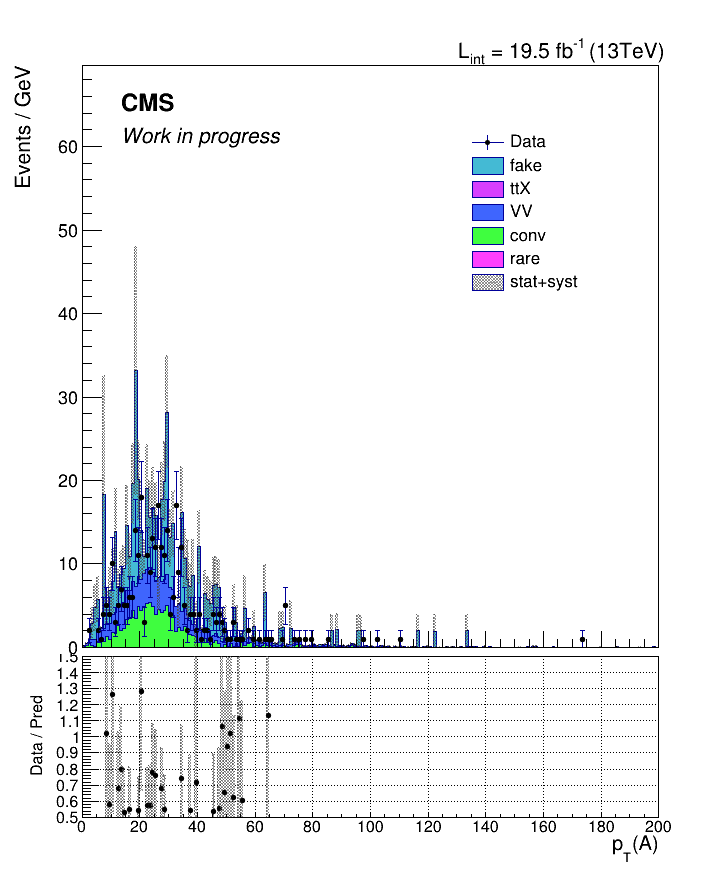 L_int = 19.5 fb^-1 (13TeV)
Events / GeV
CMS
Work in progress
Data
fake
ttX
VV
conv
rare
stat+syst
60
50
40
30
20
10
0
Data / Pred
1.5
1.4
1.3
1.2
1.1
1
0.9
0.8
0.7
0.6
0.5
0 20 40 60 80 100 120 140 160 180 200
p_T(A)